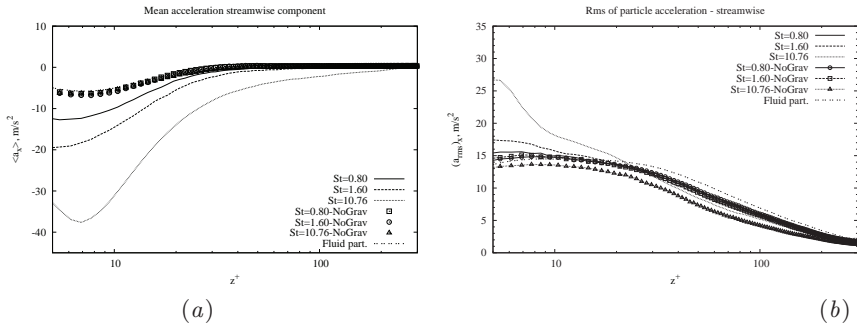 Mean acceleration streamwise component
10
0
-10
-20
-30
-40
<a_x>, m/s^2
St=0.80
St=1.60
St=10.76
St=0.80-NoGrav
St=1.60-NoGrav
St=10.76-NoGrav
Fluid part.
10
100
z^+
(a)
Rms of particle acceleration - streamwise
35
30
25
20
15
10
5
0
(a_rms)_x, m/s^2
St=0.80
St=1.60
St=10.76
St=0.80-NoGrav
St=1.60-NoGrav
St=10.76-NoGrav
Fluid part.
10
100
z^+
(b)